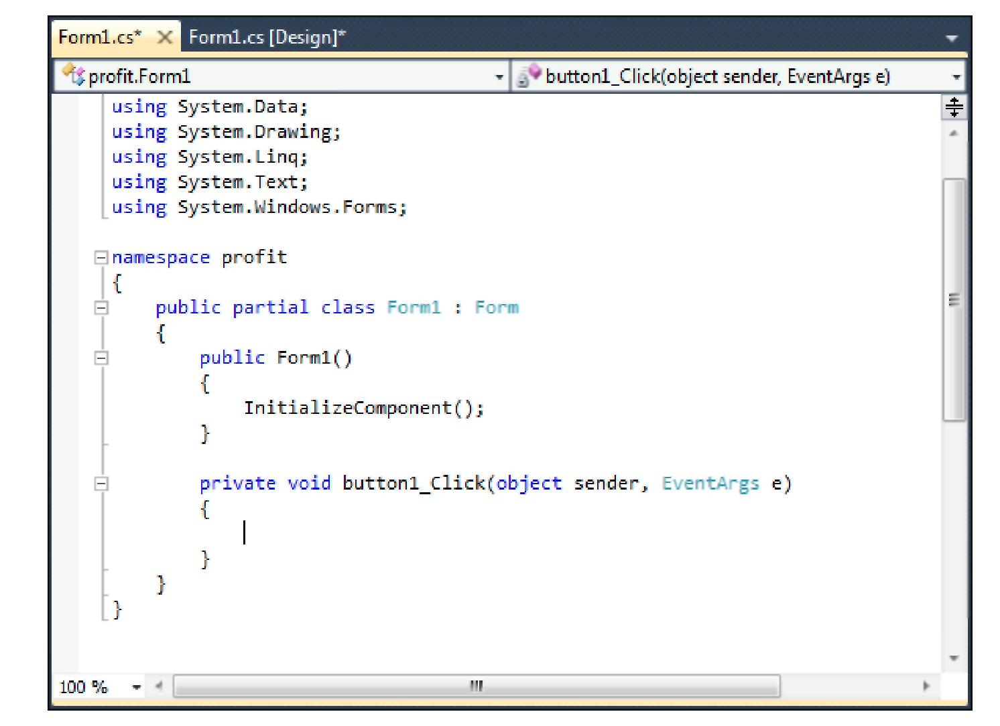 Form1.cs* Form1.cs [Design]*
profit.Form1 button1_Click(object sender, EventArgs e)
using System.Data;
using System.Drawing;
using System.Linq;
using System.Text;
using System.Windows.Forms;
namespace profit
{
public partial class Form1 : Form
{
public Form1()
{
InitializeComponent();
}
private void button1_Click(object sender, EventArgs e)
{
}
}
}
100 %